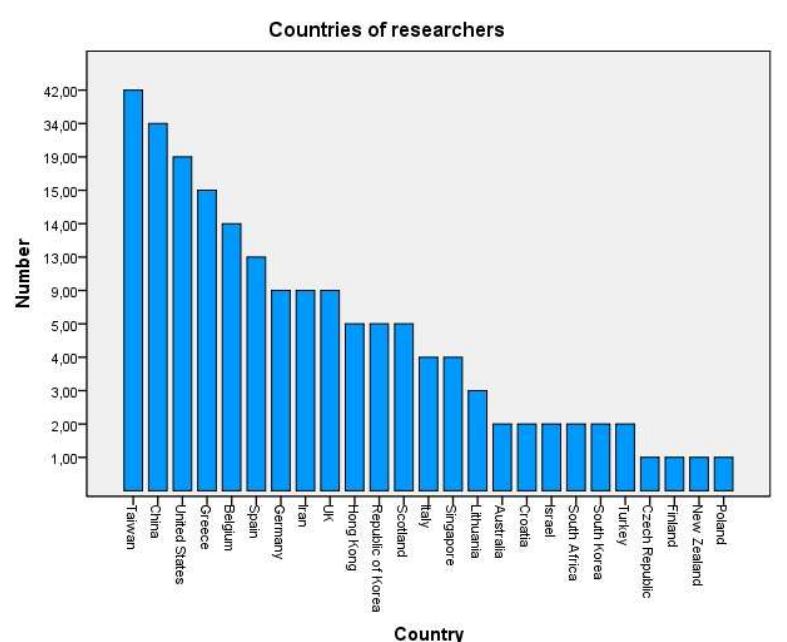 Countries of researchers
Number
42,00
34,00
19,00
15,00
14,00
13,00
9,00
5,00
4,00
3,00
2,00
1,00
Taiwan
China
United States
Greece
Belgium
Spain
Germany
Iran
UK
Hong Kong
Republic of Korea
Scotland
Italy
Singapore
Lithuania
Australia
Croatia
Israel
South Africa
South Korea
Turkey
Czech Republic
Finland
New Zealand
Poland
Country